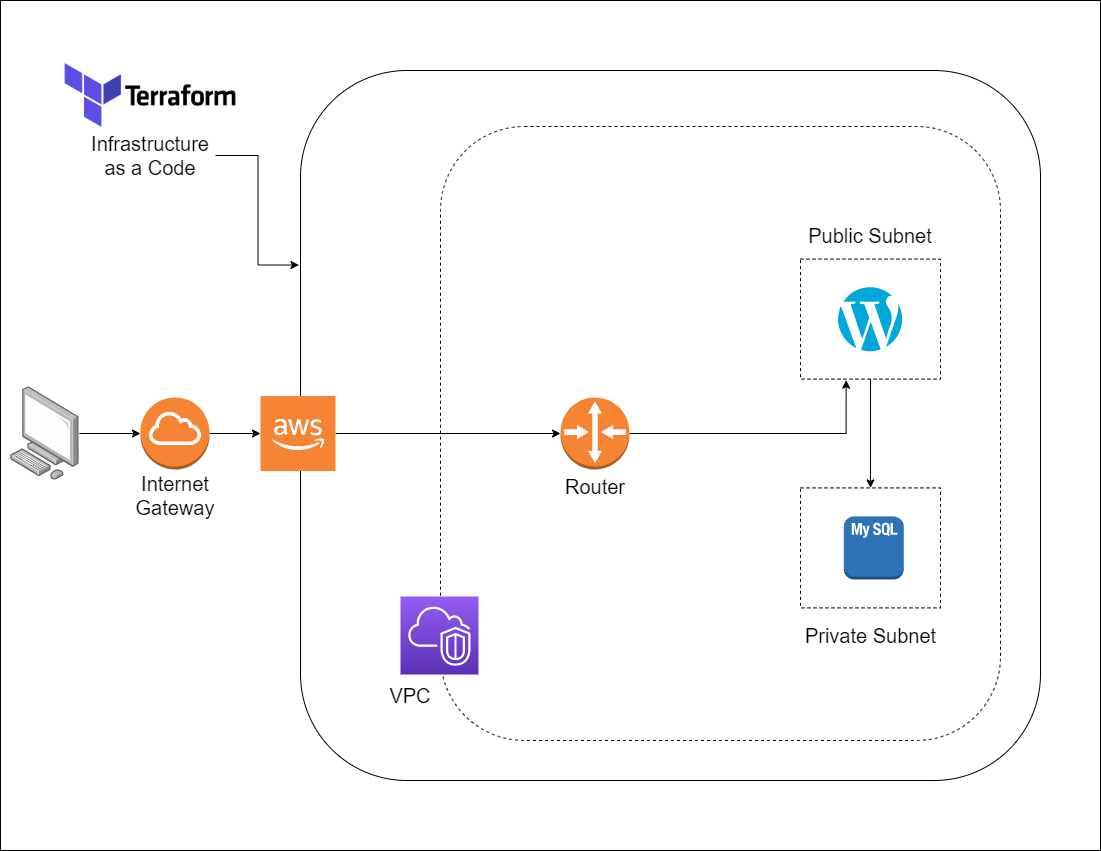 Terraform
Infrastructure
as a Code
Public Subnet
W
aws
Internet
Gateway
Router
My SQL
Private Subnet
VPC